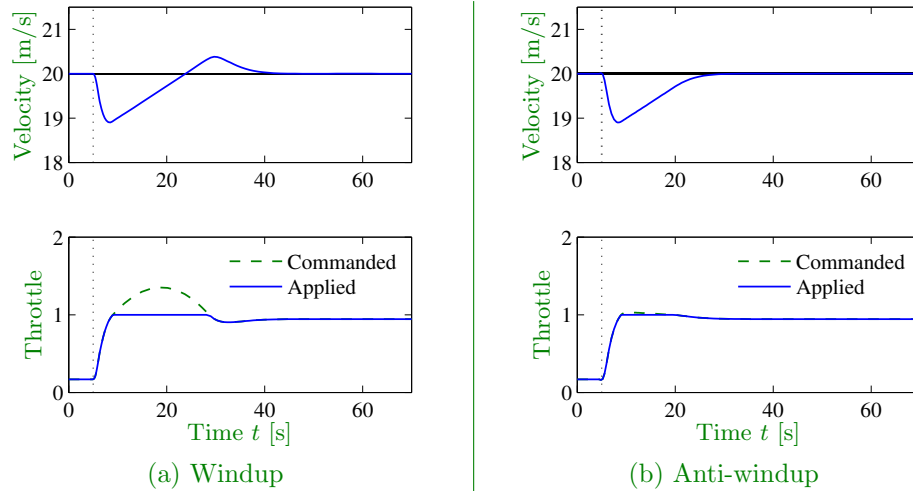 Velocity [m/s]
21
20
19
18
0 20 40 60
Throttle
2
1
0
Commanded
Applied
0 20 40 60
Time t [s]
(a) Windup
Velocity [m/s]
21
20
19
18
0 20 40 60
Throttle
2
1
0
Commanded
Applied
0 20 40 60
Time t [s]
(b) Anti-windup